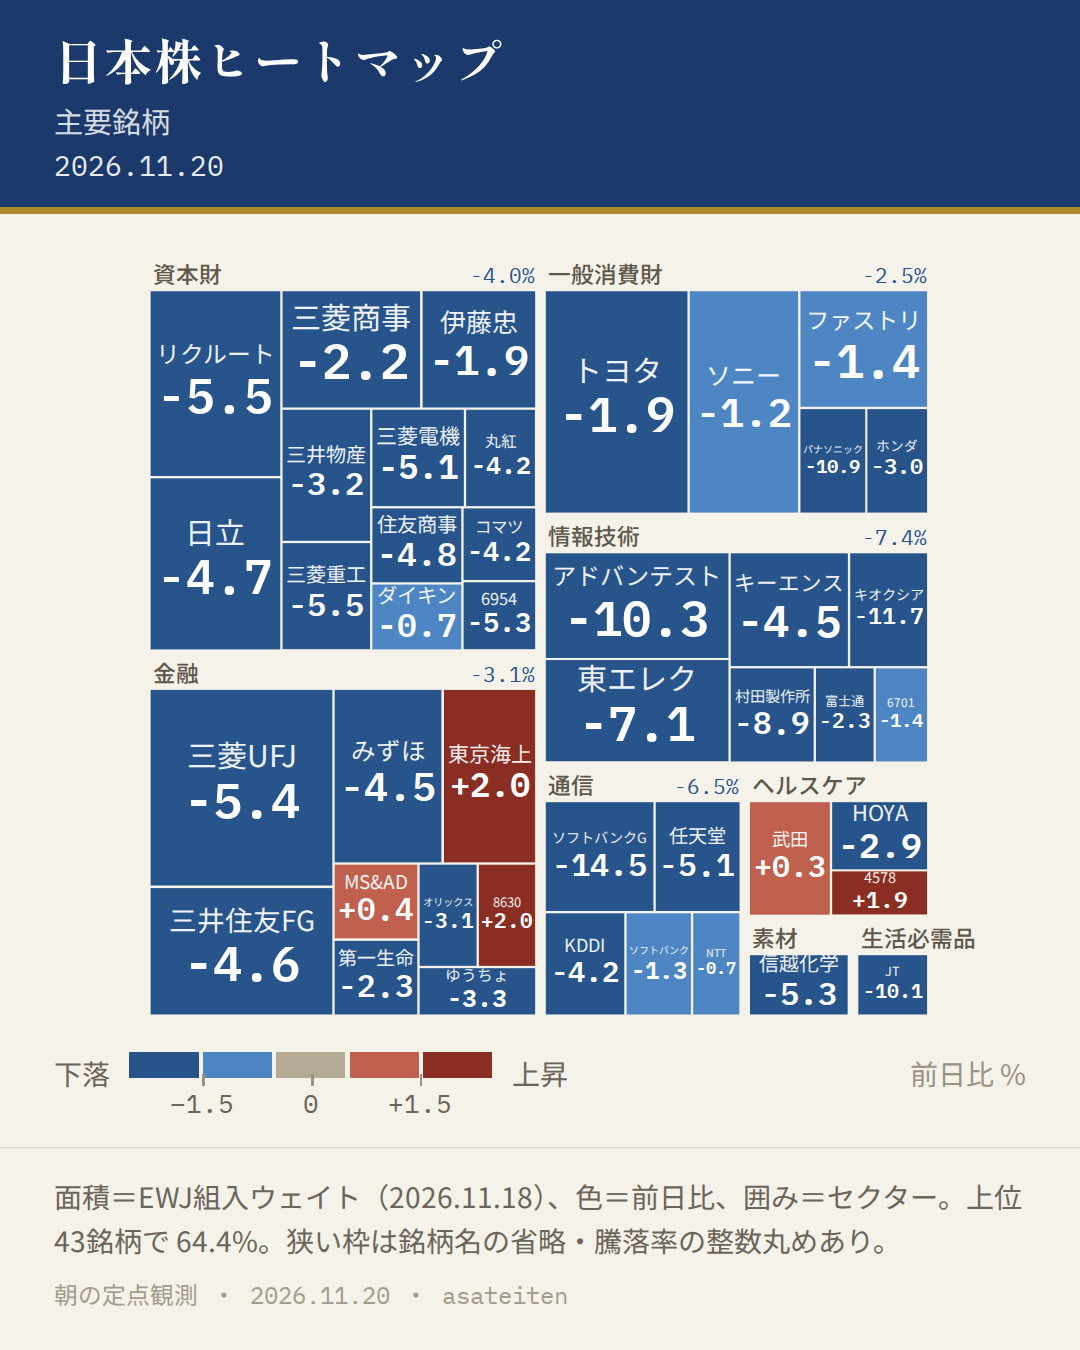 日本株ヒートマップ
主要銘柄
2026.11.20
資本財 -4.0%
リクルート
-5.5
三菱商事
-2.2
伊藤忠
-1.9
日立
-4.7
三井物産
-3.2
三菱電機
-5.1
丸紅
-4.2
三菱重工
-5.5
住友商事
-4.8
コマツ
-4.2
ダイキン
-0.7
6954
-5.3
一般消費財 -2.5%
トヨタ
-1.9
ソニー
-1.2
ファストリ
-1.4
パナソニック
-10.9
ホンダ
-3.0
情報技術 -7.4%
アドバンテスト
-10.3
キーエンス
-4.5
キオクシア
-11.7
東エレク
-7.1
村田製作所
-8.9
富士通
-2.3
6701
-1.4
金融 -3.1%
三菱UFJ
-5.4
みずほ
-4.5
東京海上
+2.0
三井住友FG
-4.6
MS&AD
+0.4
オリックス
-3.1
8630
+2.0
第一生命
-2.3
ゆうちょ
-3.3
通信 -6.5%
ソフトバンクG
-14.5
任天堂
-5.1
KDDI
-4.2
ソフトバンク
-1.3
NTT
-0.7
ヘルスケア
武田
+0.3
HOYA
-2.9
4578
+1.9
素材
信越化学
-5.3
生活必需品
JT
-10.1
下落 上昇 前日比 %
−1.5 0 +1.5
面積＝EWJ組入ウェイト（2026.11.18）、色＝前日比、囲み＝セクター。上位
43銘柄で 64.4%。狭い枠は銘柄名の省略・騰落率の整数丸めあり。
朝の定点観測 ・ 2026.11.20 ・ asateiten